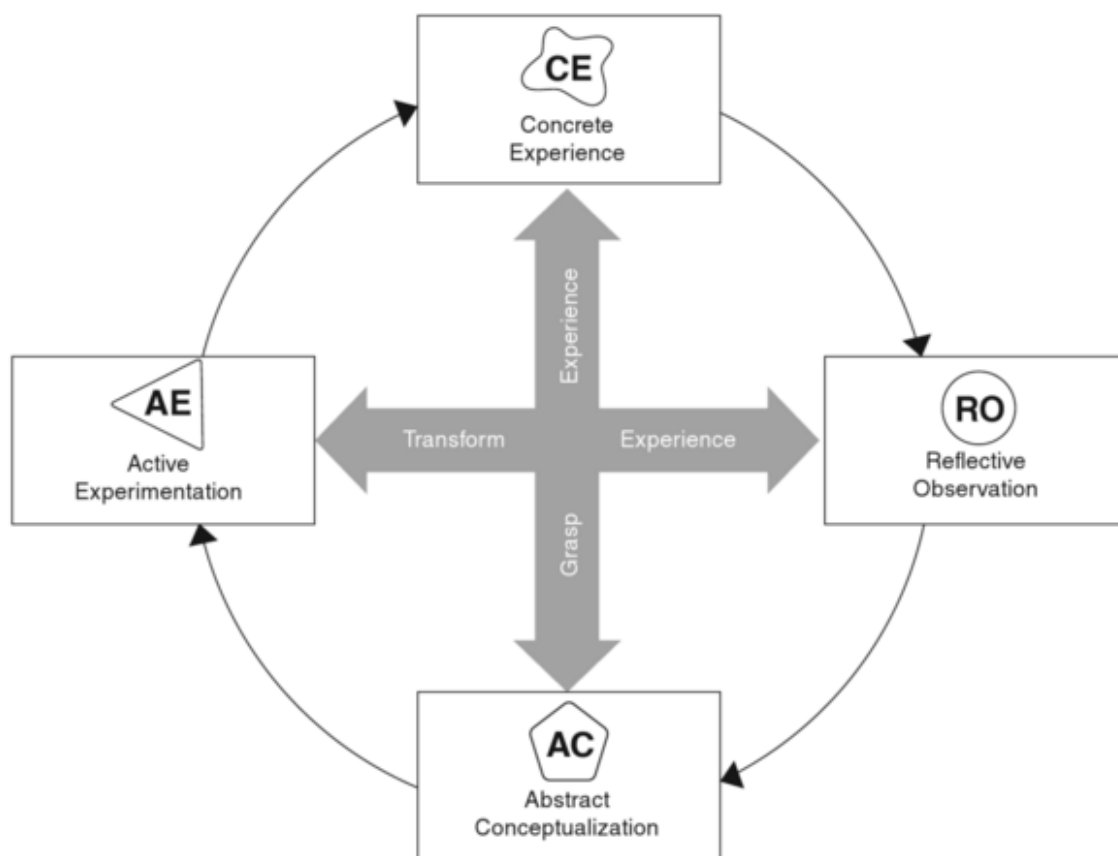 CE
Concrete
Experience
Experience
AE
Active
Experimentation
Transform
Experience
RO
Reflective
Observation
Grasp
AC
Abstract
Conceptualization